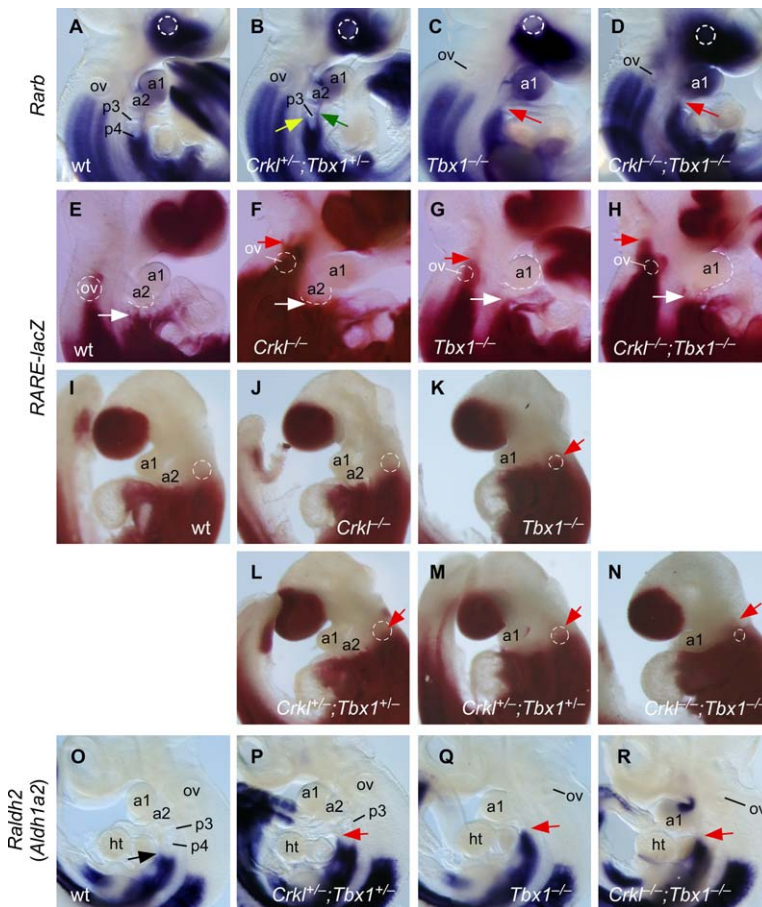 Rarb
A
ov
a1
a2
p3
p4
wt
B
ov
a1
a2
p3
Crkl+/–;Tbx1+/–
C
ov
a1
Tbx1–/–
D
ov
a1
Crkl–/–;Tbx1–/–
RARE-lacZ
E
ov
a1
a2
wt
F
ov
a1
a2
Crkl–/–
G
ov
a1
Tbx1–/–
H
ov
a1
Crkl–/–;Tbx1–/–
I
a1
a2
wt
J
a1
a2
Crkl–/–
K
a1
Tbx1–/–
L
a1
a2
Crkl+/–;Tbx1+/–
M
a1
Crkl+/–;Tbx1+/–
N
a1
Crkl–/–;Tbx1–/–
Raldh2
(Aldh1a2)
O
a1
ov
a2
p3
ht
p4
wt
P
a1
ov
a2
p3
ht
Crkl+/–;Tbx1+/–
Q
ov
a1
ht
Tbx1–/–
R
ov
a1
ht
Crkl–/–;Tbx1–/–